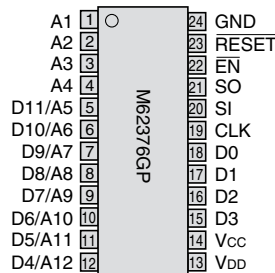 A1 1 24 GND
A2 2 23 RESET
A3 3 22 EN
A4 4 21 SO
D11/A5 5 20 SI
D10/A6 6 19 CLK
D9/A7 7 18 D0
D8/A8 8 17 D1
D7/A9 9 16 D2
D6/A10 10 15 D3
D5/A11 11 14 VCC
D4/A12 12 13 VDD
M62376GP